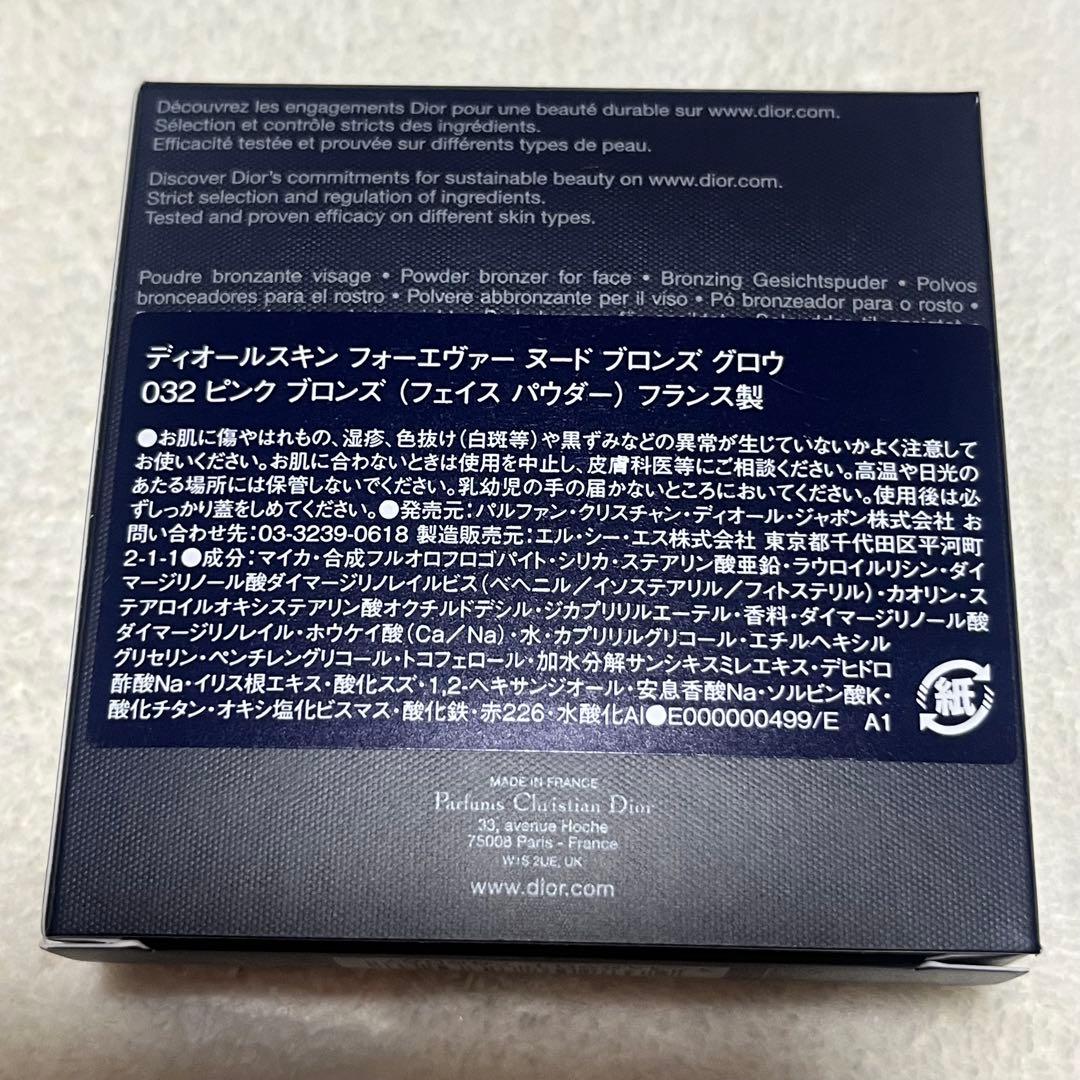 Découvrez les engagements Dior pour une beauté durable sur www.dior.com.
Sélection et contrôle stricts des ingrédients.
Efficacité testée et prouvée sur différents types de peau.
Discover Dior's commitments for sustainable beauty on www.dior.com.
Strict selection and regulation of ingredients.
Tested and proven efficacy on different skin types.
Poudre bronzante visage • Powder bronzer for face • Bronzing Gesichtspuder • Polvos
bronceadores para el rostro • Polvere abbronzante per il viso • Pó bronzeador para o rosto •
ディオールスキン フォーエヴァー ヌード ブロンズ グロウ
032 ピンク ブロンズ (フェイス パウダー) フランス製
●お肌に傷やはれもの、湿疹、色抜け(白斑等)や黒ずみなどの異常が生じていないかよく注意して
お使いください。お肌に合わないときは使用を中止し、皮膚科医等にご相談ください。高温や日光の
あたる場所には保管しないでください。乳幼児の手の届かないところにおいてください。使用後は必
ずしっかり蓋をしめてください。●発売元:パルファン・クリスチャン・ディオール・ジャポン株式会社 お
問い合わせ先:03-3239-0618 製造販売元:エル・シー・エス株式会社 東京都千代田区平河町
2-1-1●成分:マイカ・合成フルオロフロゴパイト・シリカ・ステアリン酸亜鉛・ラウロイルリシン・ダイ
マージリノール酸ダイマージリノレイルビス(ベヘニル/イソステアリル/フィトステリル)・カオリン・ス
テアロイルオキシステアリン酸オクチルドデシル・ジカプリリルエーテル・香料・ダイマージリノール酸
ダイマージリノレイル・ホウケイ酸(Ca/Na)・水・カプリリルグリコール・エチルヘキシル
グリセリン・ペンチレングリコール・トコフェロール・加水分解サンシキスミレエキス・デヒドロ
酢酸Na・イリス根エキス・酸化スズ・1,2-ヘキサンジオール・安息香酸Na・ソルビン酸K・
酸化チタン・オキシ塩化ビスマス・酸化鉄・赤226・水酸化Al●E000000499/E A1
紙
MADE IN FRANCE
Parfums Christian Dior
33, avenue Hoche
75008 Paris - France
W1S 2UE, UK
www.dior.com